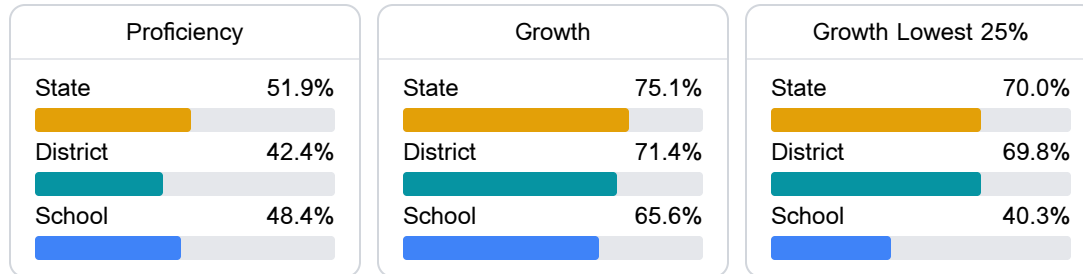 Proficiency
State 51.9%
District 42.4%
School 48.4%
Growth
State 75.1%
District 71.4%
School 65.6%
Growth Lowest 25%
State 70.0%
District 69.8%
School 40.3%